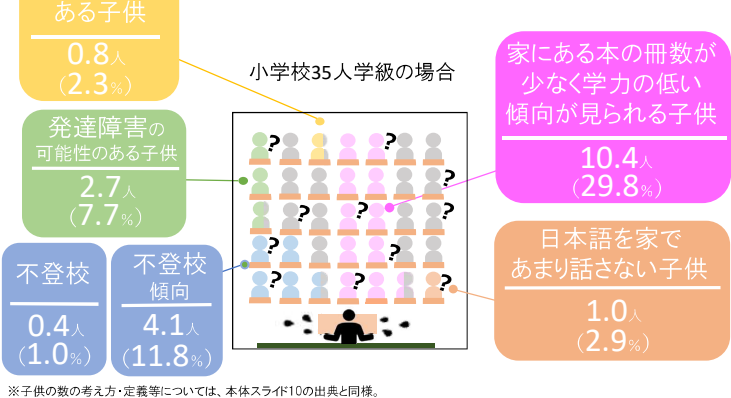 ある子供
0.8人
(2.3%)
小学校35人学級の場合
家にある本の冊数が
少なく学力の低い
傾向が見られる子供
10.4人
(29.8%)
発達障害の
可能性のある子供
2.7人
(7.7%)
不登校
0.4人
(1.0%)
不登校
傾向
4.1人
(11.8%)
日本語を家で
あまり話さない子供
1.0人
(2.9%)
? ?
?
? ? ?
? ?
? ? ?
※子供の数の考え方・定義等については、本体スライド10の出典と同様。